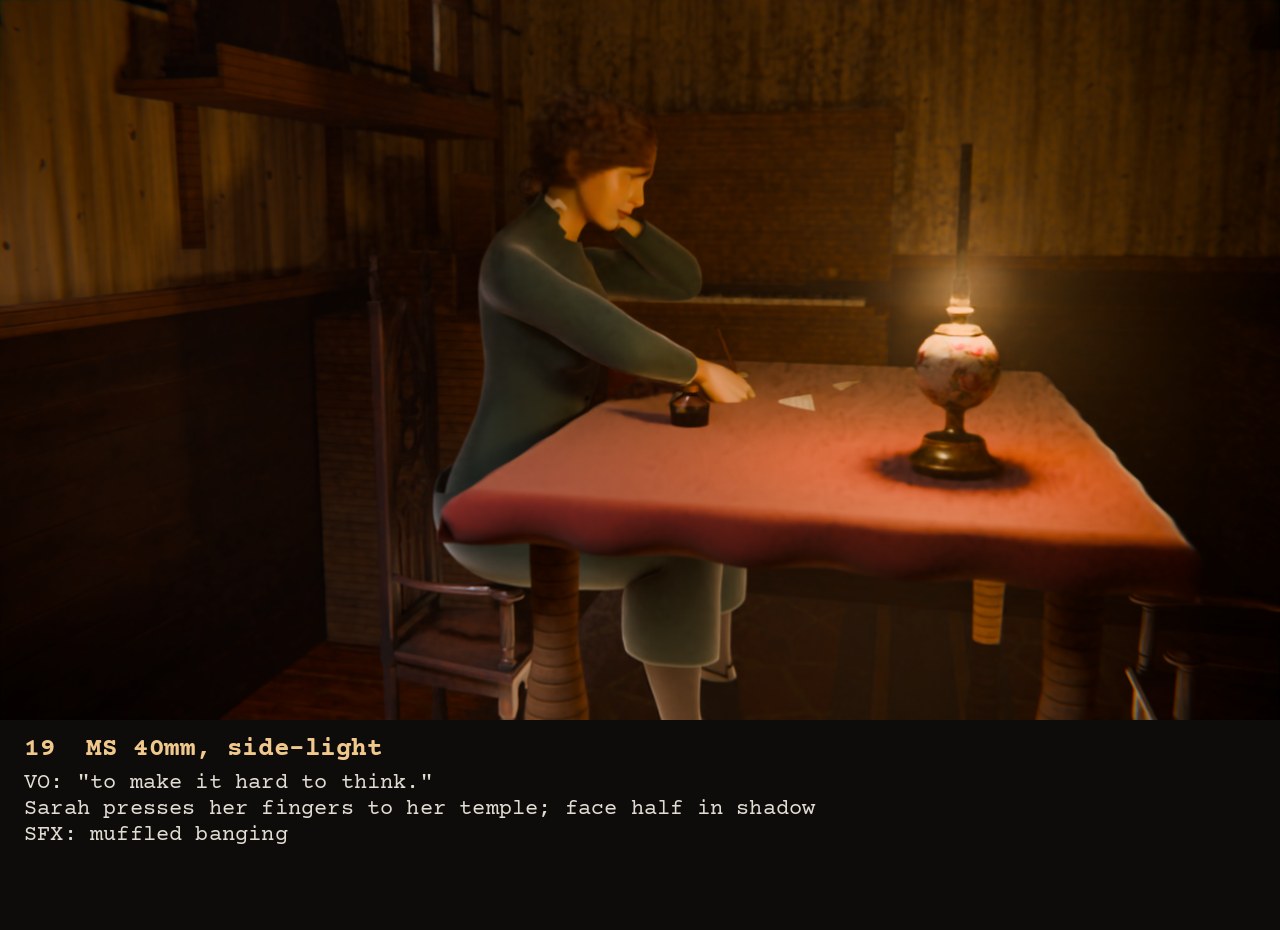 19  MS 40mm, side-light
VO: "to make it hard to think."
Sarah presses her fingers to her temple; face half in shadow
SFX: muffled banging